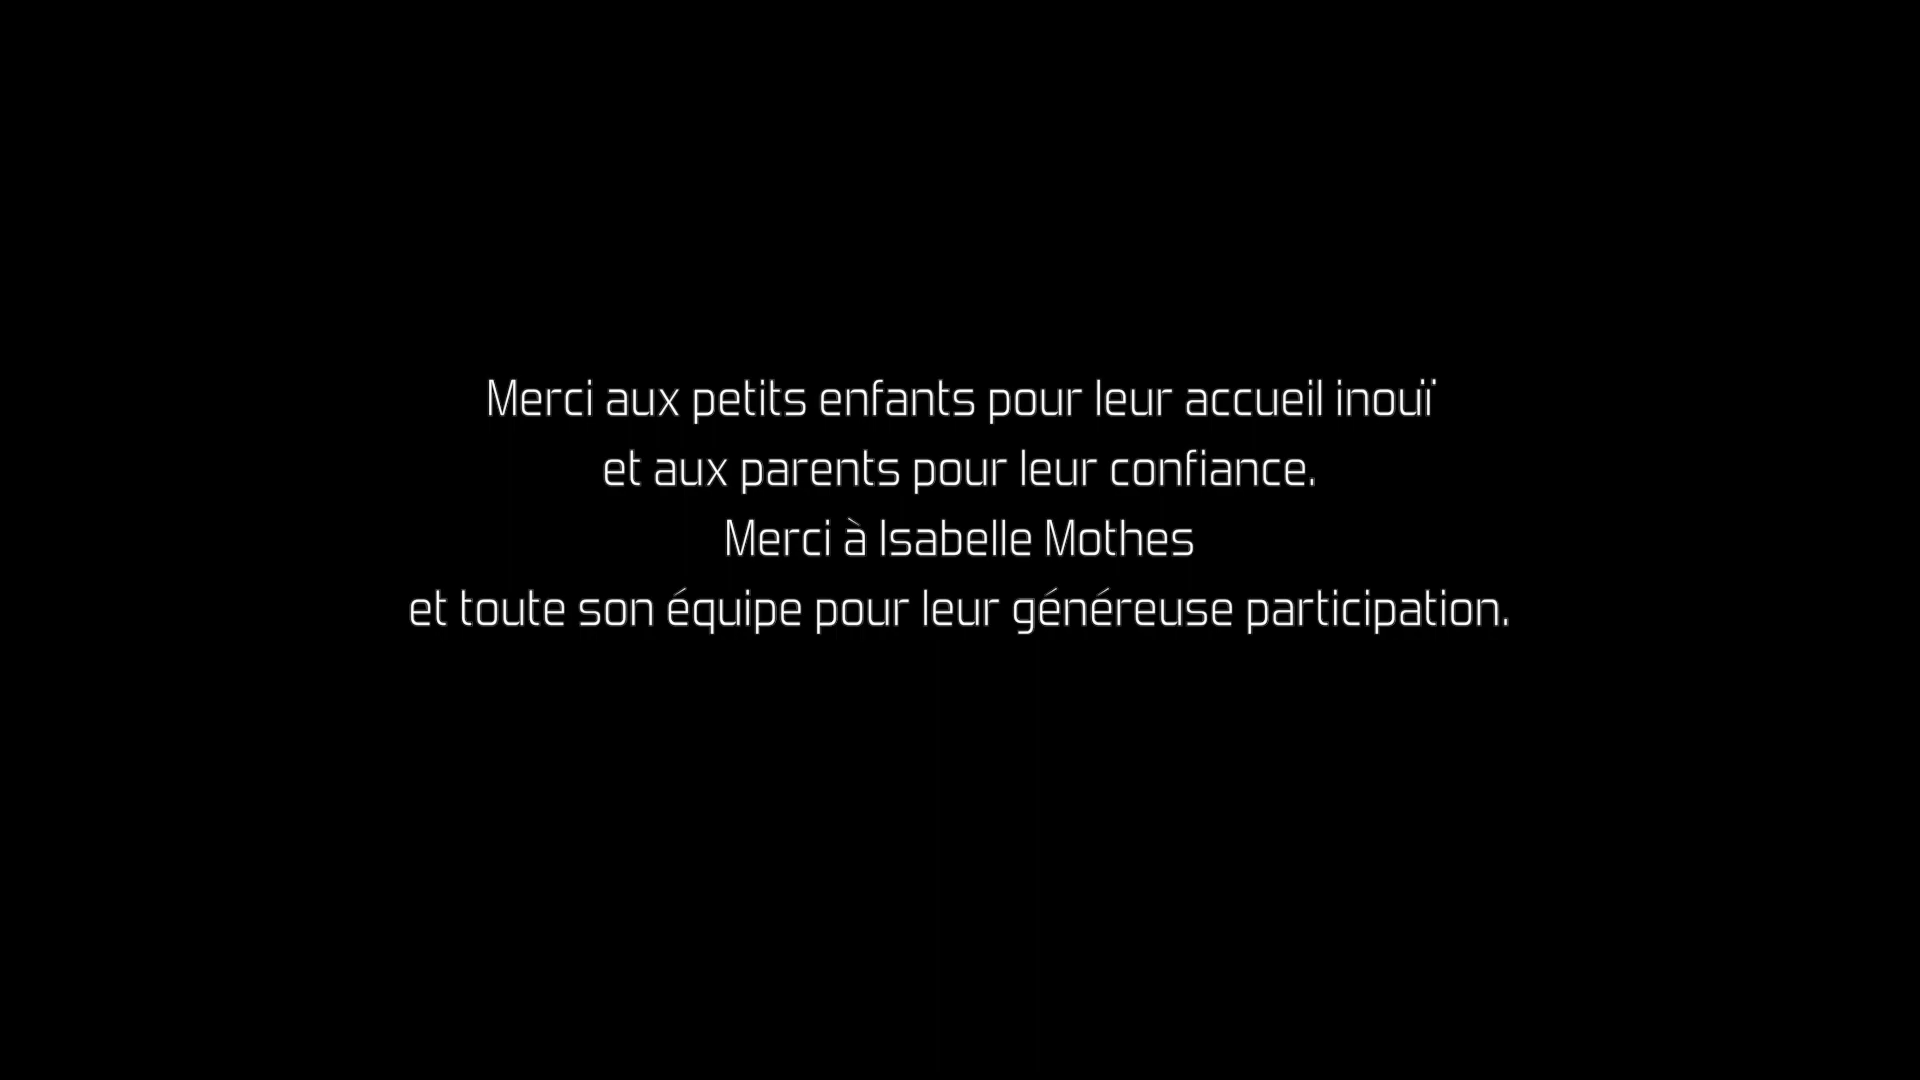 Merci aux petits enfants pour leur accueil inouï
et aux parents pour leur confiance.
Merci à Isabelle Mothes
et toute son équipe pour leur généreuse participation.